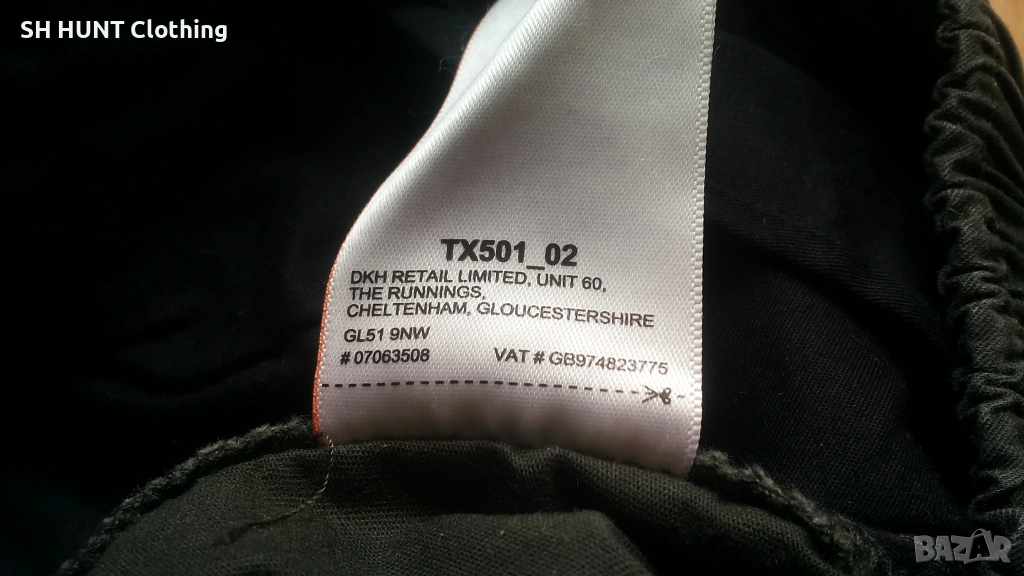 SH HUNT Clothing
TX501_02
DKH RETAIL LIMITED, UNIT 60,
THE RUNNINGS,
CHELTENHAM, GLOUCESTERSHIRE
GL51 9NW
# 07063508 VAT # GB974823775
BAZAR